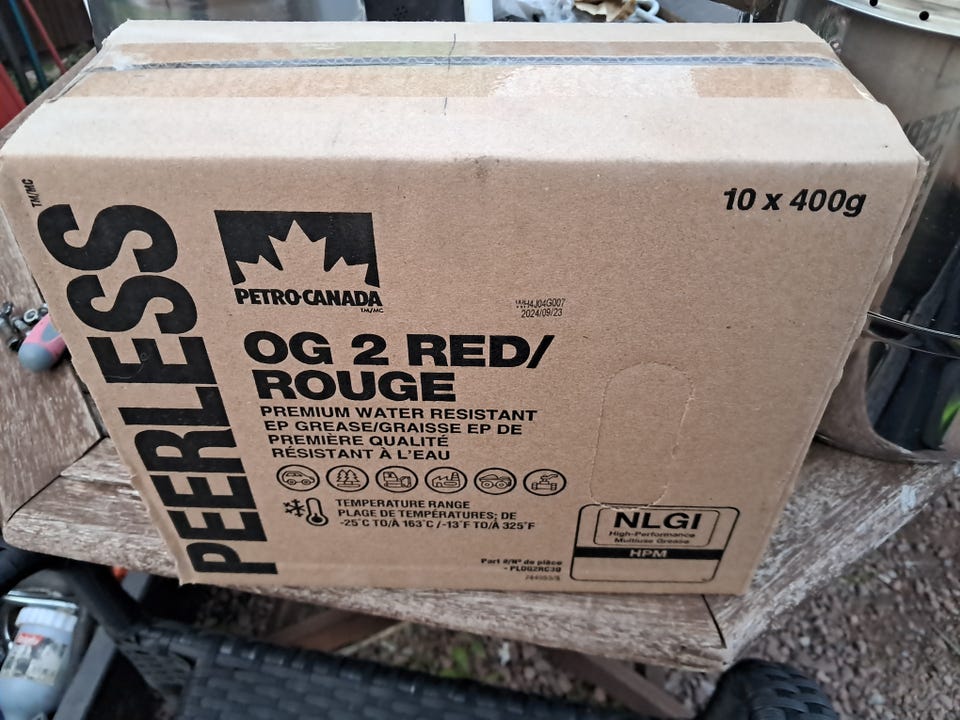 PEERLESS
TM/MC
10 x 400g
PETRO-CANADA
TM/MC
WH4J04G007
2024/09/23
OG 2 RED/
ROUGE
PREMIUM WATER RESISTANT
EP GREASE/GRAISSE EP DE
PREMIÈRE QUALITÉ
RÉSISTANT À L'EAU
TEMPERATURE RANGE
PLAGE DE TEMPÉRATURES; DE
-25°C TO/À 163°C /-13°F TO/À 325°F
NLGI
High-Performance
Multiuse Grease
HPM
Part #/Nº de pièce
- PLOG2RC30